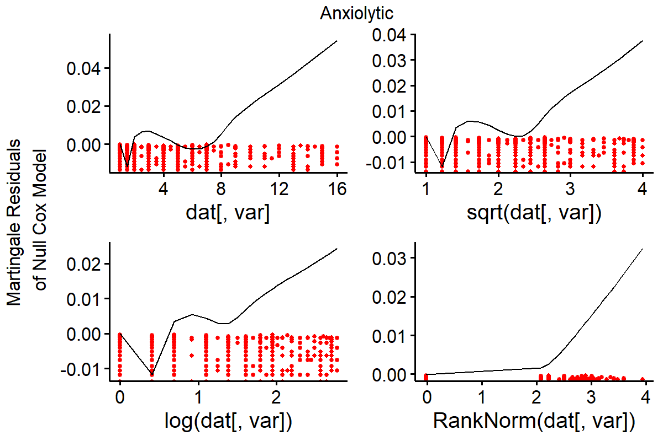 Anxiolytic
Martingale Residuals
of Null Cox Model
0.04
0.02
0.00
4 8 12 16
dat[, var]
0.04
0.03
0.02
0.01
0.00
-0.01
1 2 3 4
sqrt(dat[, var])
0.02
0.01
0.00
-0.01
0 1 2
log(dat[, var])
0.03
0.02
0.01
0.00
0 1 2 3 4
RankNorm(dat[, var])